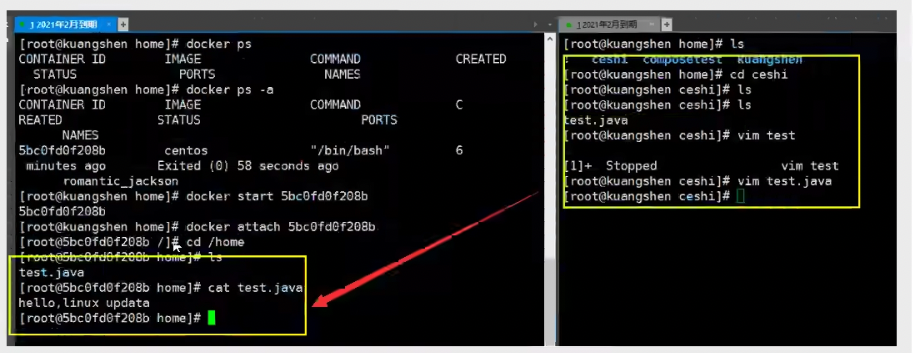 1 2021年2月到期
[root@kuangshen home]# docker ps
CONTAINER ID IMAGE COMMAND CREATED
STATUS PORTS NAMES
[root@kuangshen home]# docker ps -a
CONTAINER ID IMAGE COMMAND C
REATED STATUS PORTS
NAMES
5bc0fd0f208b centos "/bin/bash" 6
minutes ago Exited (0) 58 seconds ago
romantic_jackson
[root@kuangshen home]# docker start 5bc0fd0f208b
5bc0fd0f208b
[root@kuangshen home]# docker attach 5bc0fd0f208b
[root@5bc0fd0f208b /]# cd /home
[root@5bc0fd0f208b home]# ls
test.java
[root@5bc0fd0f208b home]# cat test.java
hello,linux updata
[root@5bc0fd0f208b home]#
1 2021年2月到期
[root@kuangshen home]# ls
ceshi composetest kuangshen
[root@kuangshen home]# cd ceshi
[root@kuangshen ceshi]# ls
[root@kuangshen ceshi]# ls
test.java
[root@kuangshen ceshi]# vim test
[1]+ Stopped vim test
[root@kuangshen ceshi]# vim test.java
[root@kuangshen ceshi]#